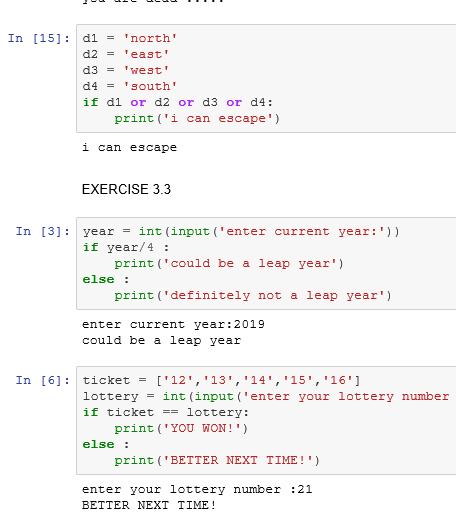 In [15]: d1 = 'north'
d2 = 'east'
d3 = 'west'
d4 = 'south'
if d1 or d2 or d3 or d4:
    print('i can escape')
i can escape
EXERCISE 3.3
In [3]: year = int(input('enter current year:'))
if year/4 :
    print('could be a leap year')
else :
    print('definitely not a leap year')
enter current year:2019
could be a leap year
In [6]: ticket = ['12','13','14','15','16']
lottery = int(input('enter your lottery number
if ticket == lottery:
    print('YOU WON!')
else :
    print('BETTER NEXT TIME!')
enter your lottery number :21
BETTER NEXT TIME!